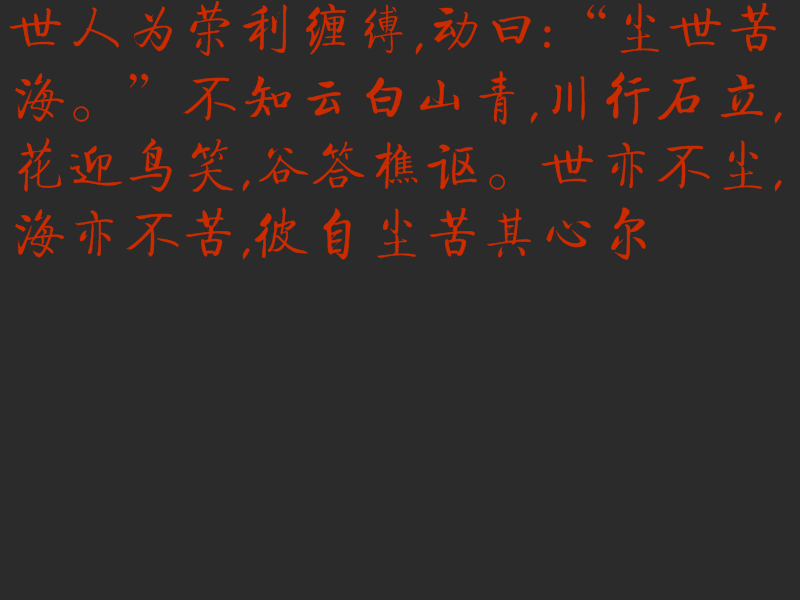 世人为荣利缠缚,动曰:“尘世苦
海。”不知云白山青,川行石立,
花迎鸟笑,谷答樵讴。世亦不尘,
海亦不苦,彼自尘苦其心尔